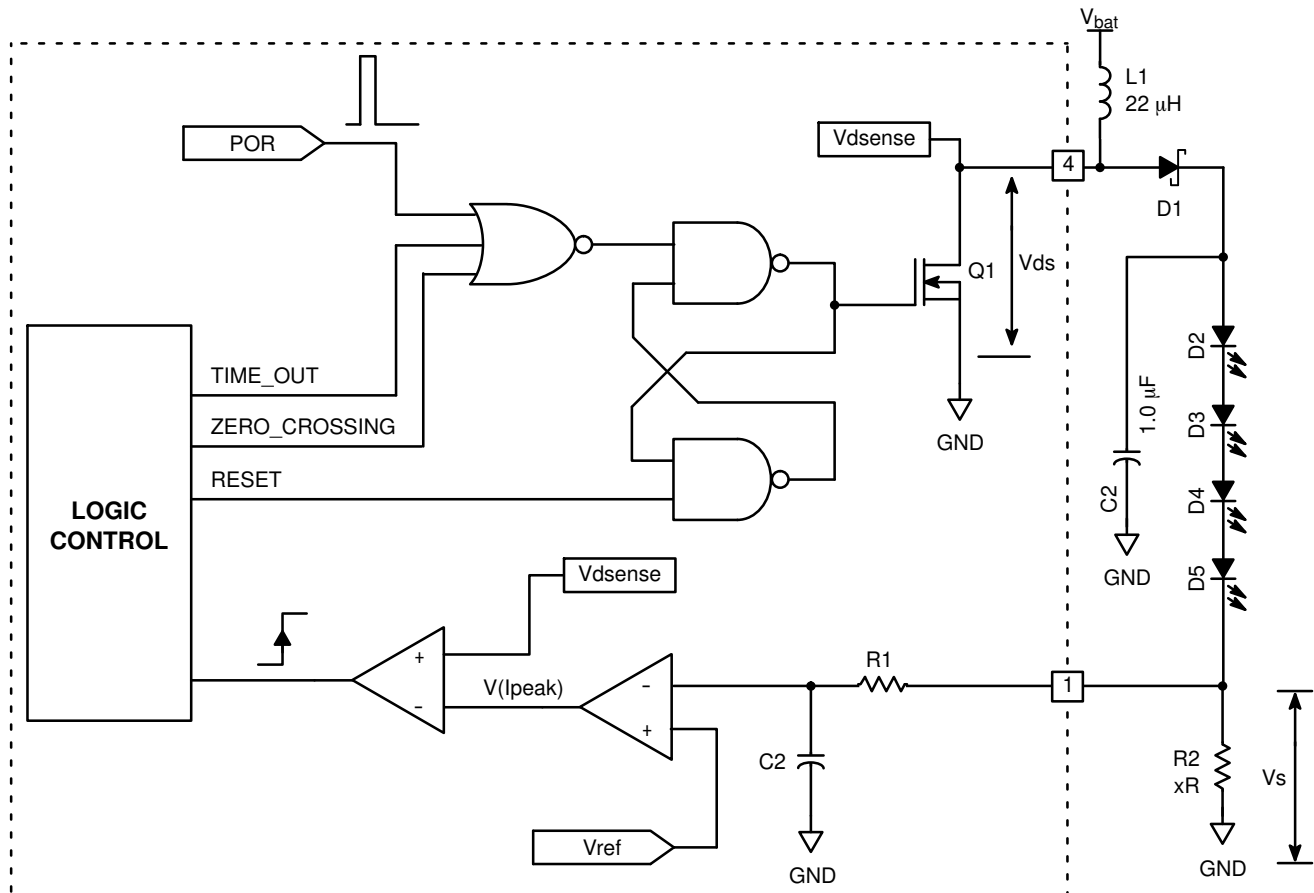 V_bat
L1
22 μH
POR
Vdsense
4
D1
Q1
Vds
GND
TIME_OUT
ZERO_CROSSING
RESET
LOGIC
CONTROL
D2
D3
D4
D5
1.0 μF
C2
GND
Vdsense
+
−
V(Ipeak)
−
+
R1
1
C2
GND
Vref
R2
xR
Vs
GND